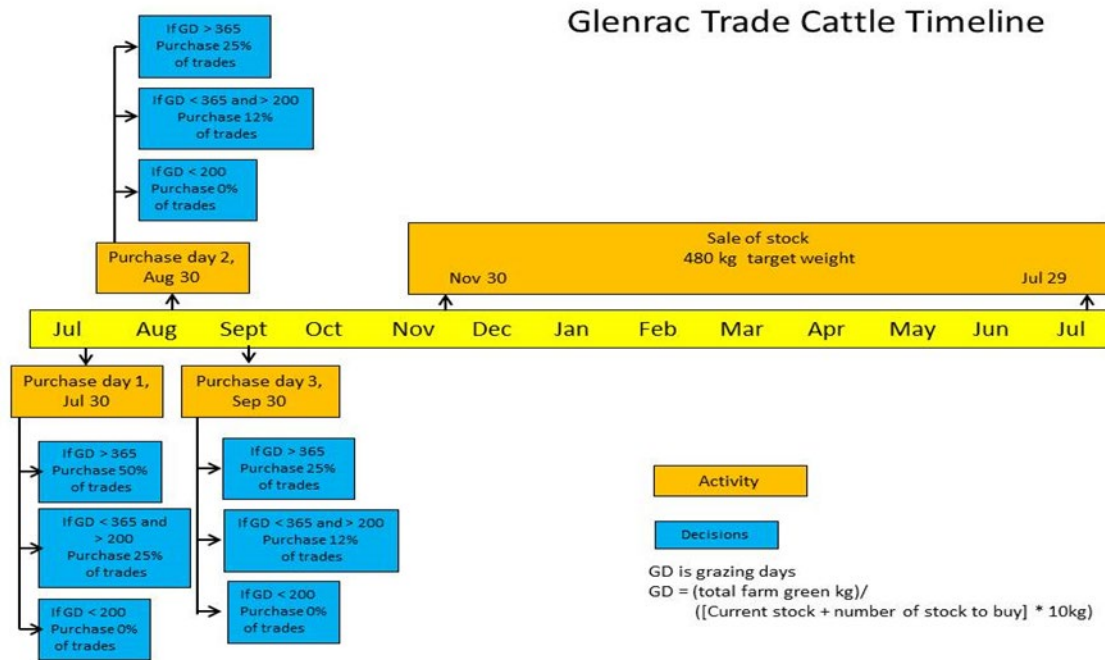 Glenrac Trade Cattle Timeline
If GD > 365
Purchase 25%
of trades
If GD < 365 and > 200
Purchase 12%
of trades
If GD < 200
Purchase 0%
of trades
Purchase day 2,
Aug 30
Sale of stock
480 kg target weight
Nov 30
Jul 29
Jul Aug Sept Oct Nov Dec Jan Feb Mar Apr May Jun Jul
Purchase day 1,
Jul 30
If GD > 365
Purchase 50%
of trades
If GD < 365 and
> 200
Purchase 25%
of trades
If GD < 200
Purchase 0%
of trades
Purchase day 3,
Sep 30
If GD > 365
Purchase 25%
of trades
If GD < 365 and > 200
Purchase 12%
of trades
If GD < 200
Purchase 0%
of trades
Activity
Decisions
GD is grazing days
GD = (total farm green kg)/
([Current stock + number of stock to buy] * 10kg)